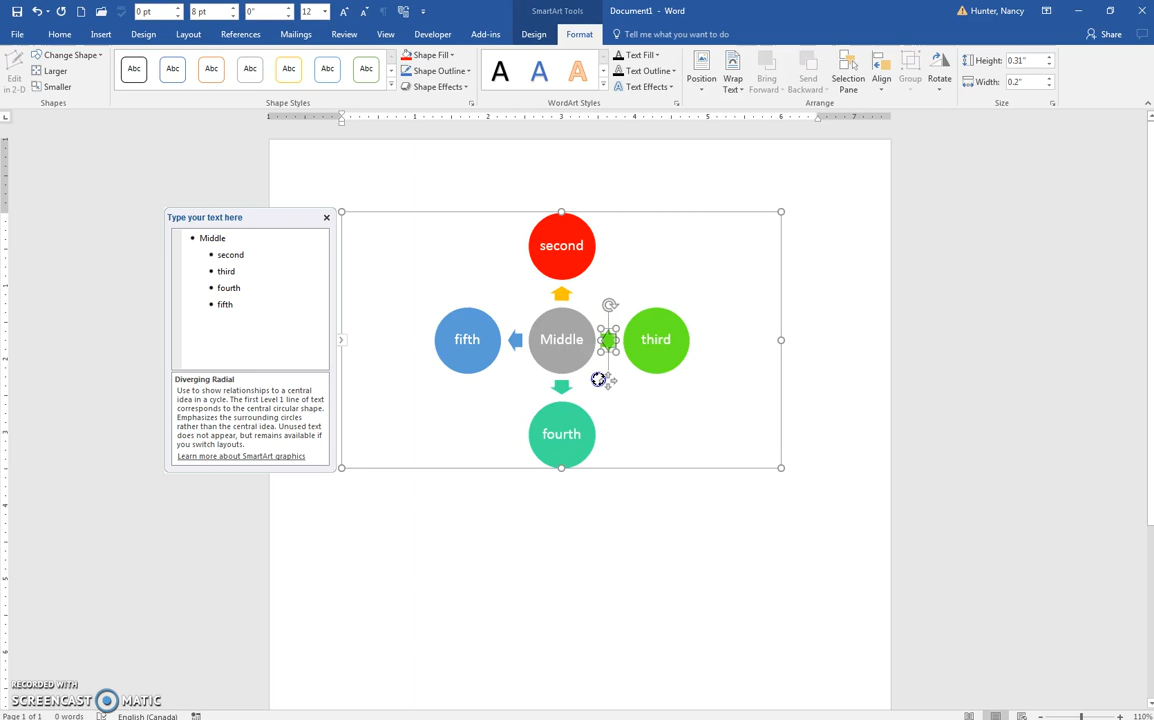 0 pt
8 pt
0"
12
SmartArt Tools
Document1 - Word
Hunter, Nancy
File
Home
Insert
Design
Layout
References
Mailings
Review
View
Developer
Add-ins
Design
Format
Tell me what you want to do
Share
Edit
in 2-D
Change Shape
Larger
Smaller
Shapes
Abc
Abc
Abc
Abc
Abc
Abc
Abc
Shape Fill
Shape Outline
Shape Effects
Shape Styles
A
A
A
Text Fill
Text Outline
Text Effects
WordArt Styles
Position
Wrap
Text
Bring
Forward
Send
Backward
Selection
Pane
Align
Group
Rotate
Arrange
Height:
0.31"
Width:
0.2"
Size
1
1
2
3
4
5
6
7
Type your text here
Middle
second
third
fourth
fifth
Diverging Radial
Use to show relationships to a central
idea in a cycle. The first Level 1 line of text
corresponds to the central circular shape.
Emphasizes the surrounding circles
rather than the central idea. Unused text
does not appear, but remains available if
you switch layouts.
Learn more about SmartArt graphics
second
fifth
Middle
third
fourth
RECORDED WITH
SCREENCAST MATIC
Page 1 of 1
0 words
English (Canada)
110%